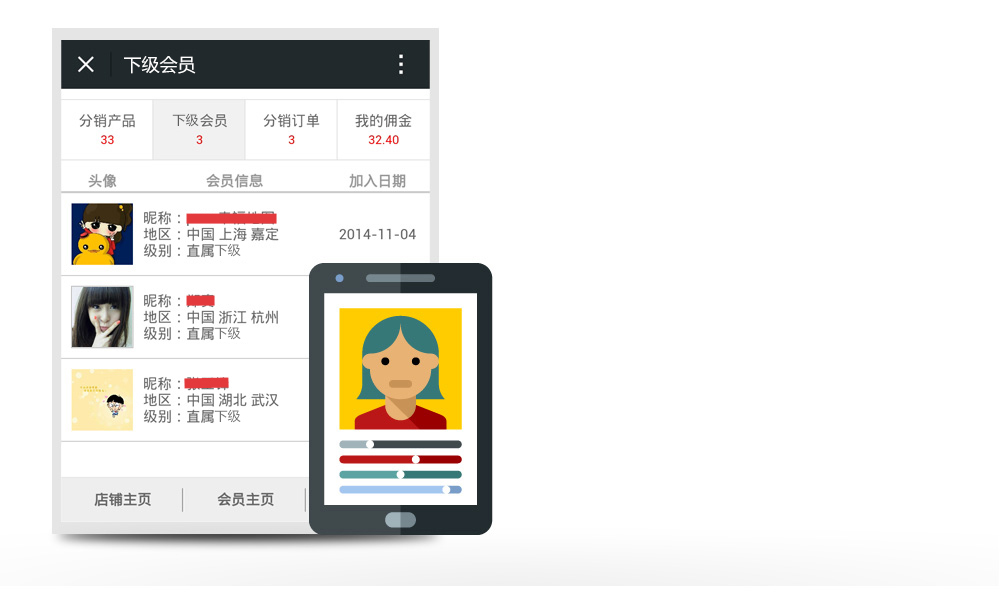 下级会员
分销产品 下级会员 分销订单 我的佣金
33 3 3 32.40
头像 会员信息 加入日期
昵称：
地区：中国 上海 嘉定 2014-11-04
级别：直属下级
昵称：
地区：中国 浙江 杭州
级别：直属下级
昵称：
地区：中国 湖北 武汉
级别：直属下级
店铺主页 会员主页